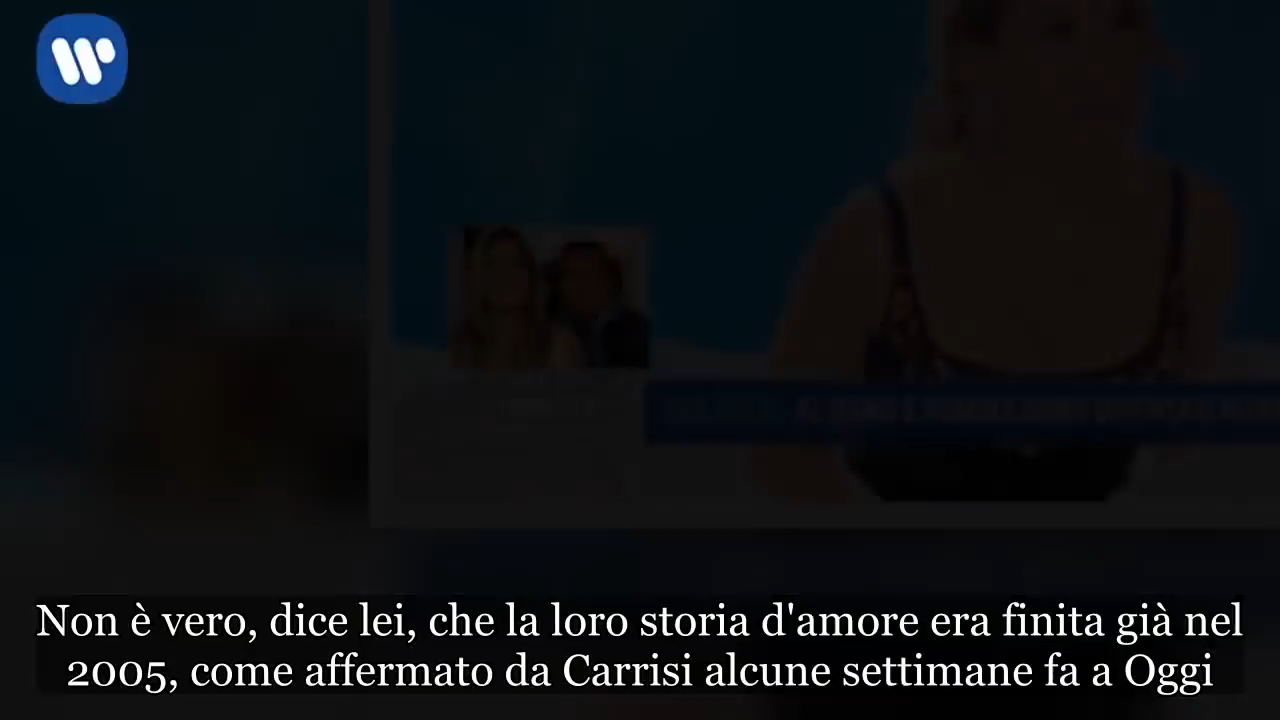 Non è vero, dice lei, che la loro storia d'amore era finita già nel
2005, come affermato da Carrisi alcune settimane fa a Oggi